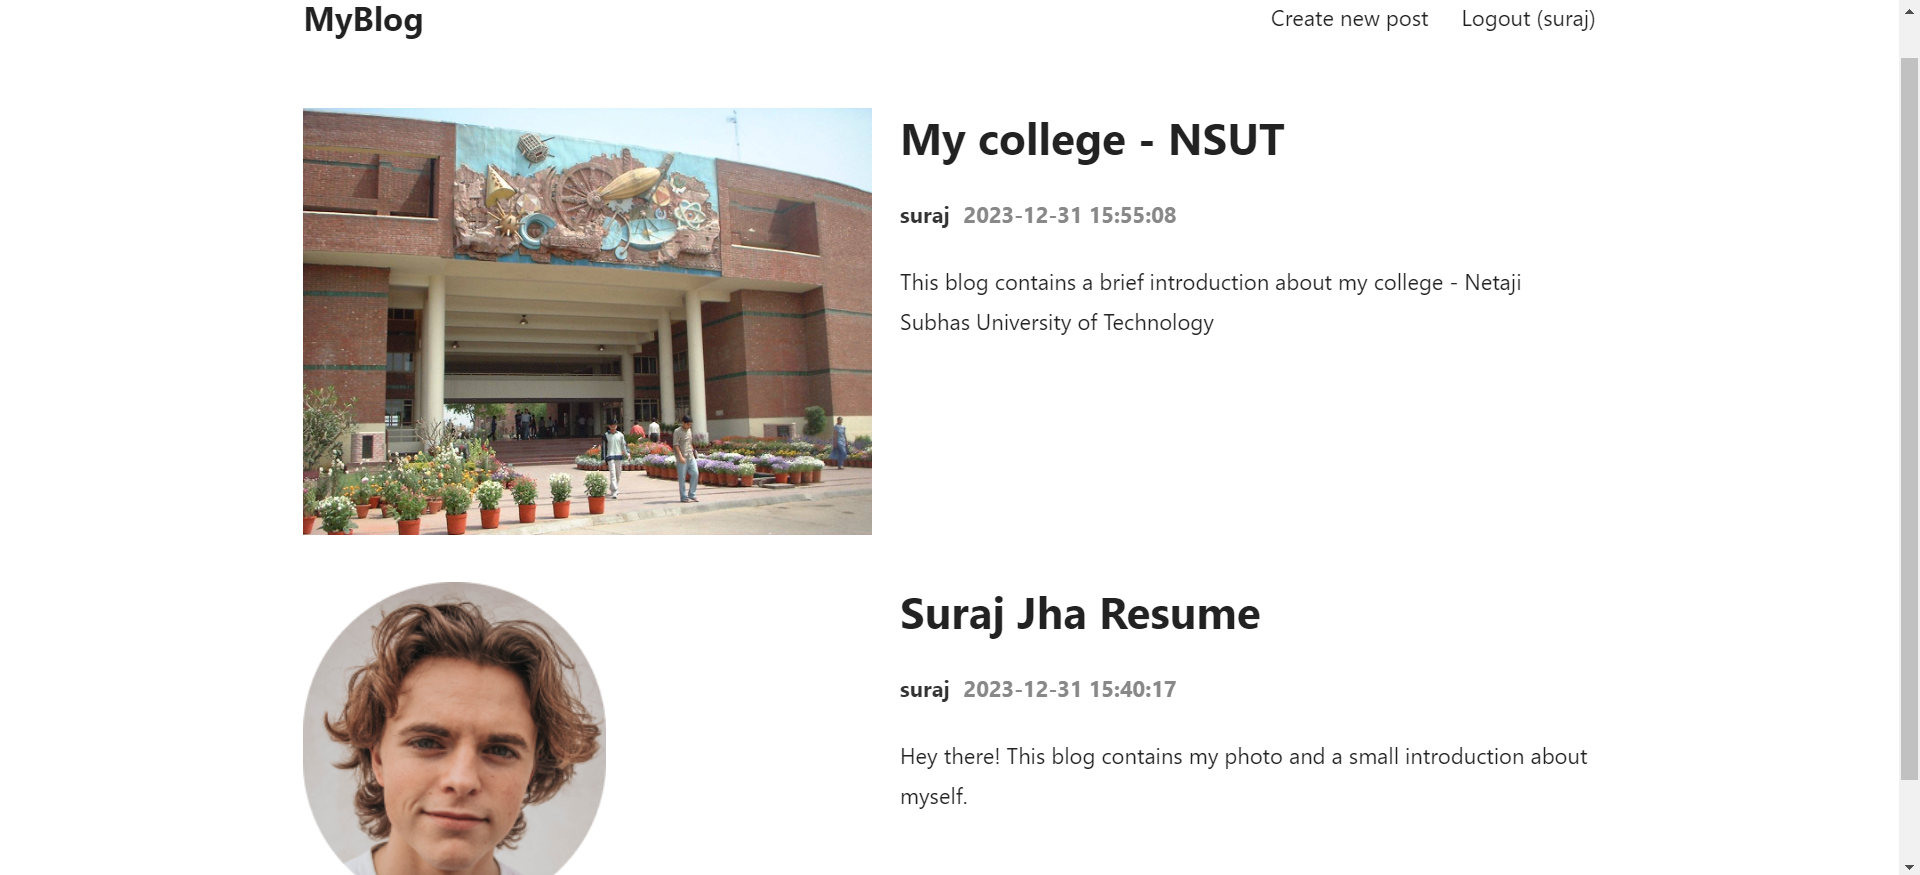 MyBlog
Create new post
Logout (suraj)
My college - NSUT
suraj 2023-12-31 15:55:08
This blog contains a brief introduction about my college - Netaji
Subhas University of Technology
Suraj Jha Resume
suraj 2023-12-31 15:40:17
Hey there! This blog contains my photo and a small introduction about
myself.